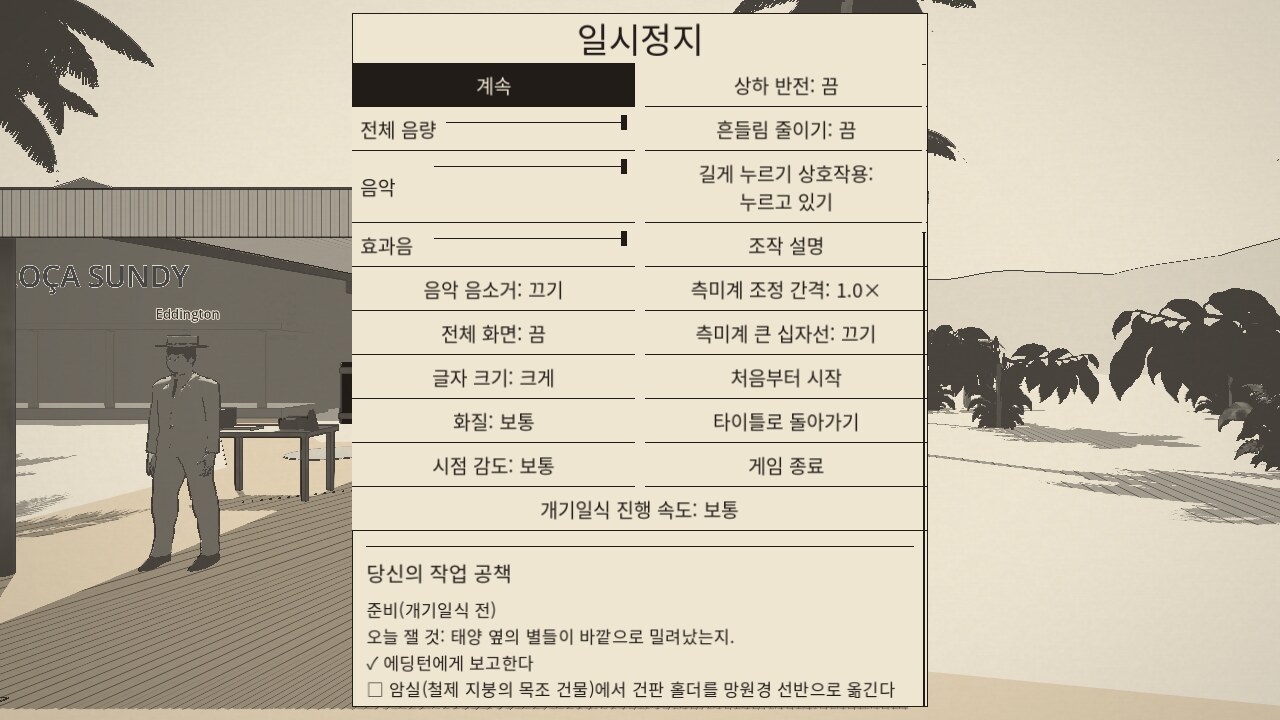 일시정지
계속
상하 반전: 끔
전체 음량
흔들림 줄이기: 끔
음악
길게 누르기 상호작용:
누르고 있기
효과음
조작 설명
음악 음소거: 끄기
측미계 조정 간격: 1.0×
전체 화면: 끔
측미계 큰 십자선: 끄기
글자 크기: 크게
처음부터 시작
화질: 보통
타이틀로 돌아가기
시점 감도: 보통
게임 종료
개기일식 진행 속도: 보통
당신의 작업 공책
준비(개기일식 전)
오늘 잴 것: 태양 옆의 별들이 바깥으로 밀려났는지.
✓ 에딩턴에게 보고한다
□ 암실(철제 지붕의 목조 건물)에서 건판 홀더를 망원경 선반으로 옮긴다
OÇA SUNDY
Eddington